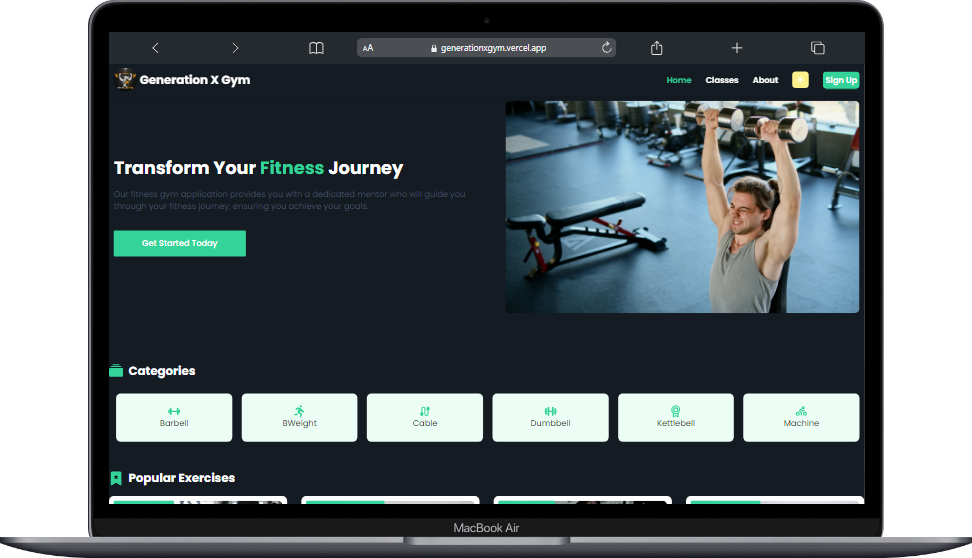 AA generationxgym.vercel.app
Generation X Gym
Home Classes About Sign Up
Transform Your Fitness Journey
Our fitness gym application provides you with a dedicated mentor who will guide you
through your fitness journey, ensuring you achieve your goals.
Get Started Today
Categories
Barbell BWeight Cable Dumbbell Kettlebell Machine
Popular Exercises
MacBook Air